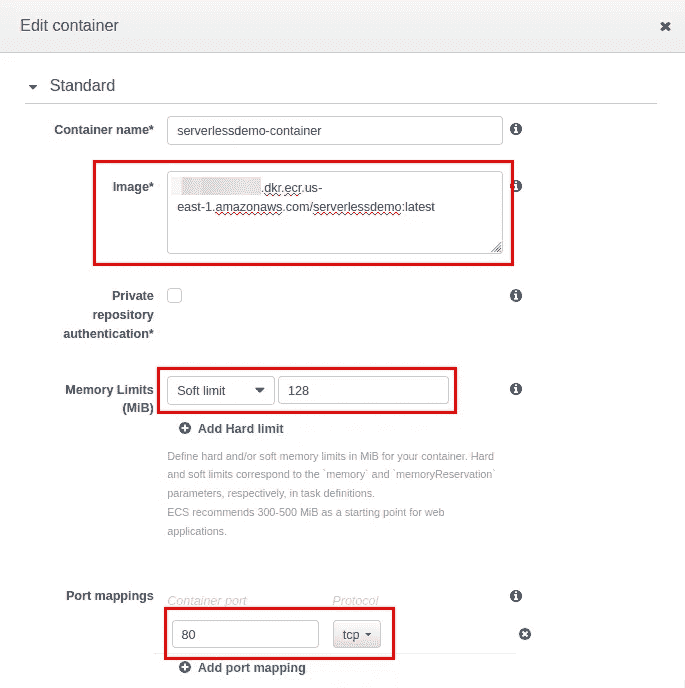 Edit container
Standard
Container name*
serverlessdemo-container
Image*
.dkr.ecr.us-
east-1.amazonaws.com/serverlessdemo:latest
Private
repository
authentication*
Memory Limits
(MiB)
Soft limit
128
Add Hard limit
Define hard and/or soft memory limits in MiB for your container. Hard
and soft limits correspond to the `memory` and `memoryReservation`
parameters, respectively, in task definitions.
ECS recommends 300-500 MiB as a starting point for web
applications.
Port mappings
Container port
Protocol
80
tcp
Add port mapping